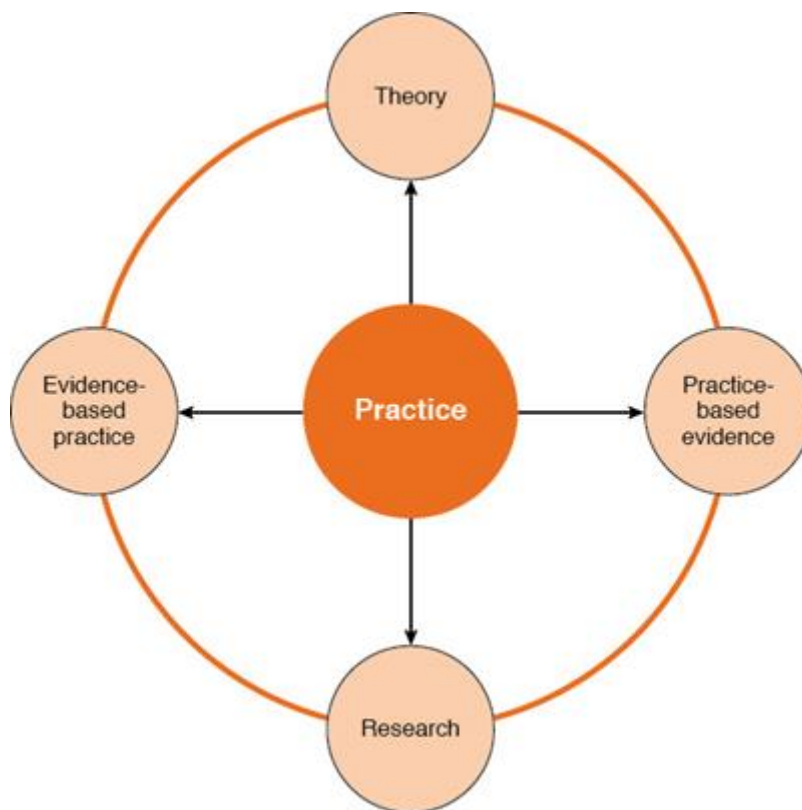 Theory
Evidence-
based
practice
Practice
Practice-
based
evidence
Research